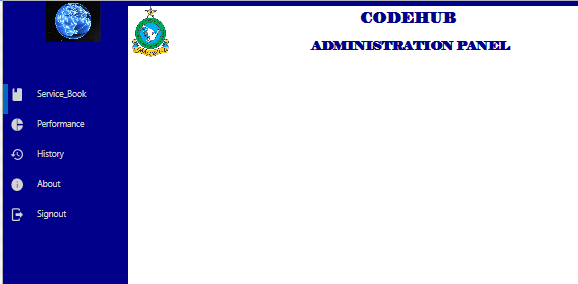 CODEHUB
ADMINISTRATION PANEL
Service_Book
Performance
History
About
Signout